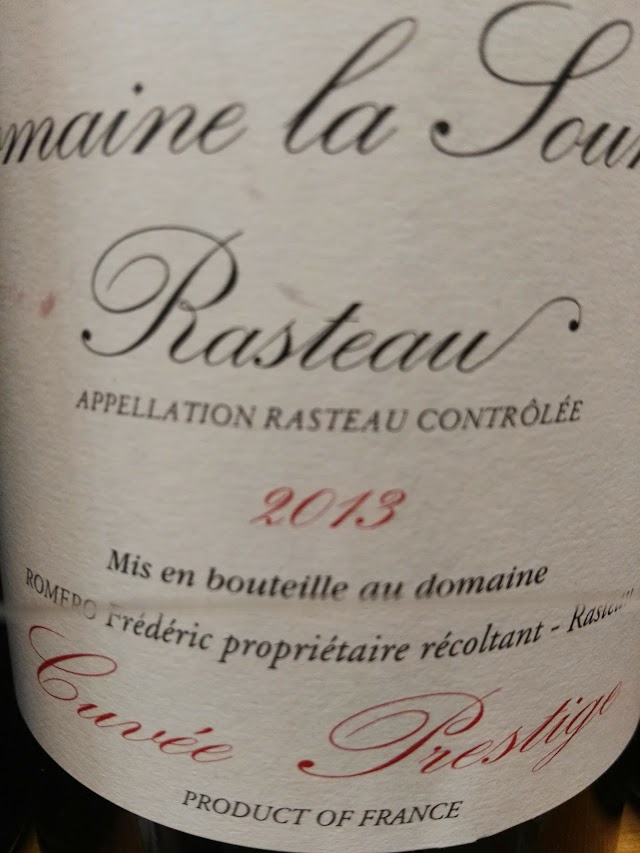 omaine la Sou
Rasteau
APPELLATION RASTEAU CONTRÔLÉE
2013
Mis en bouteille au domaine
ROMERO Frédéric propriétaire récoltant - Rasteau
Cuvée Prestige
PRODUCT OF FRANCE